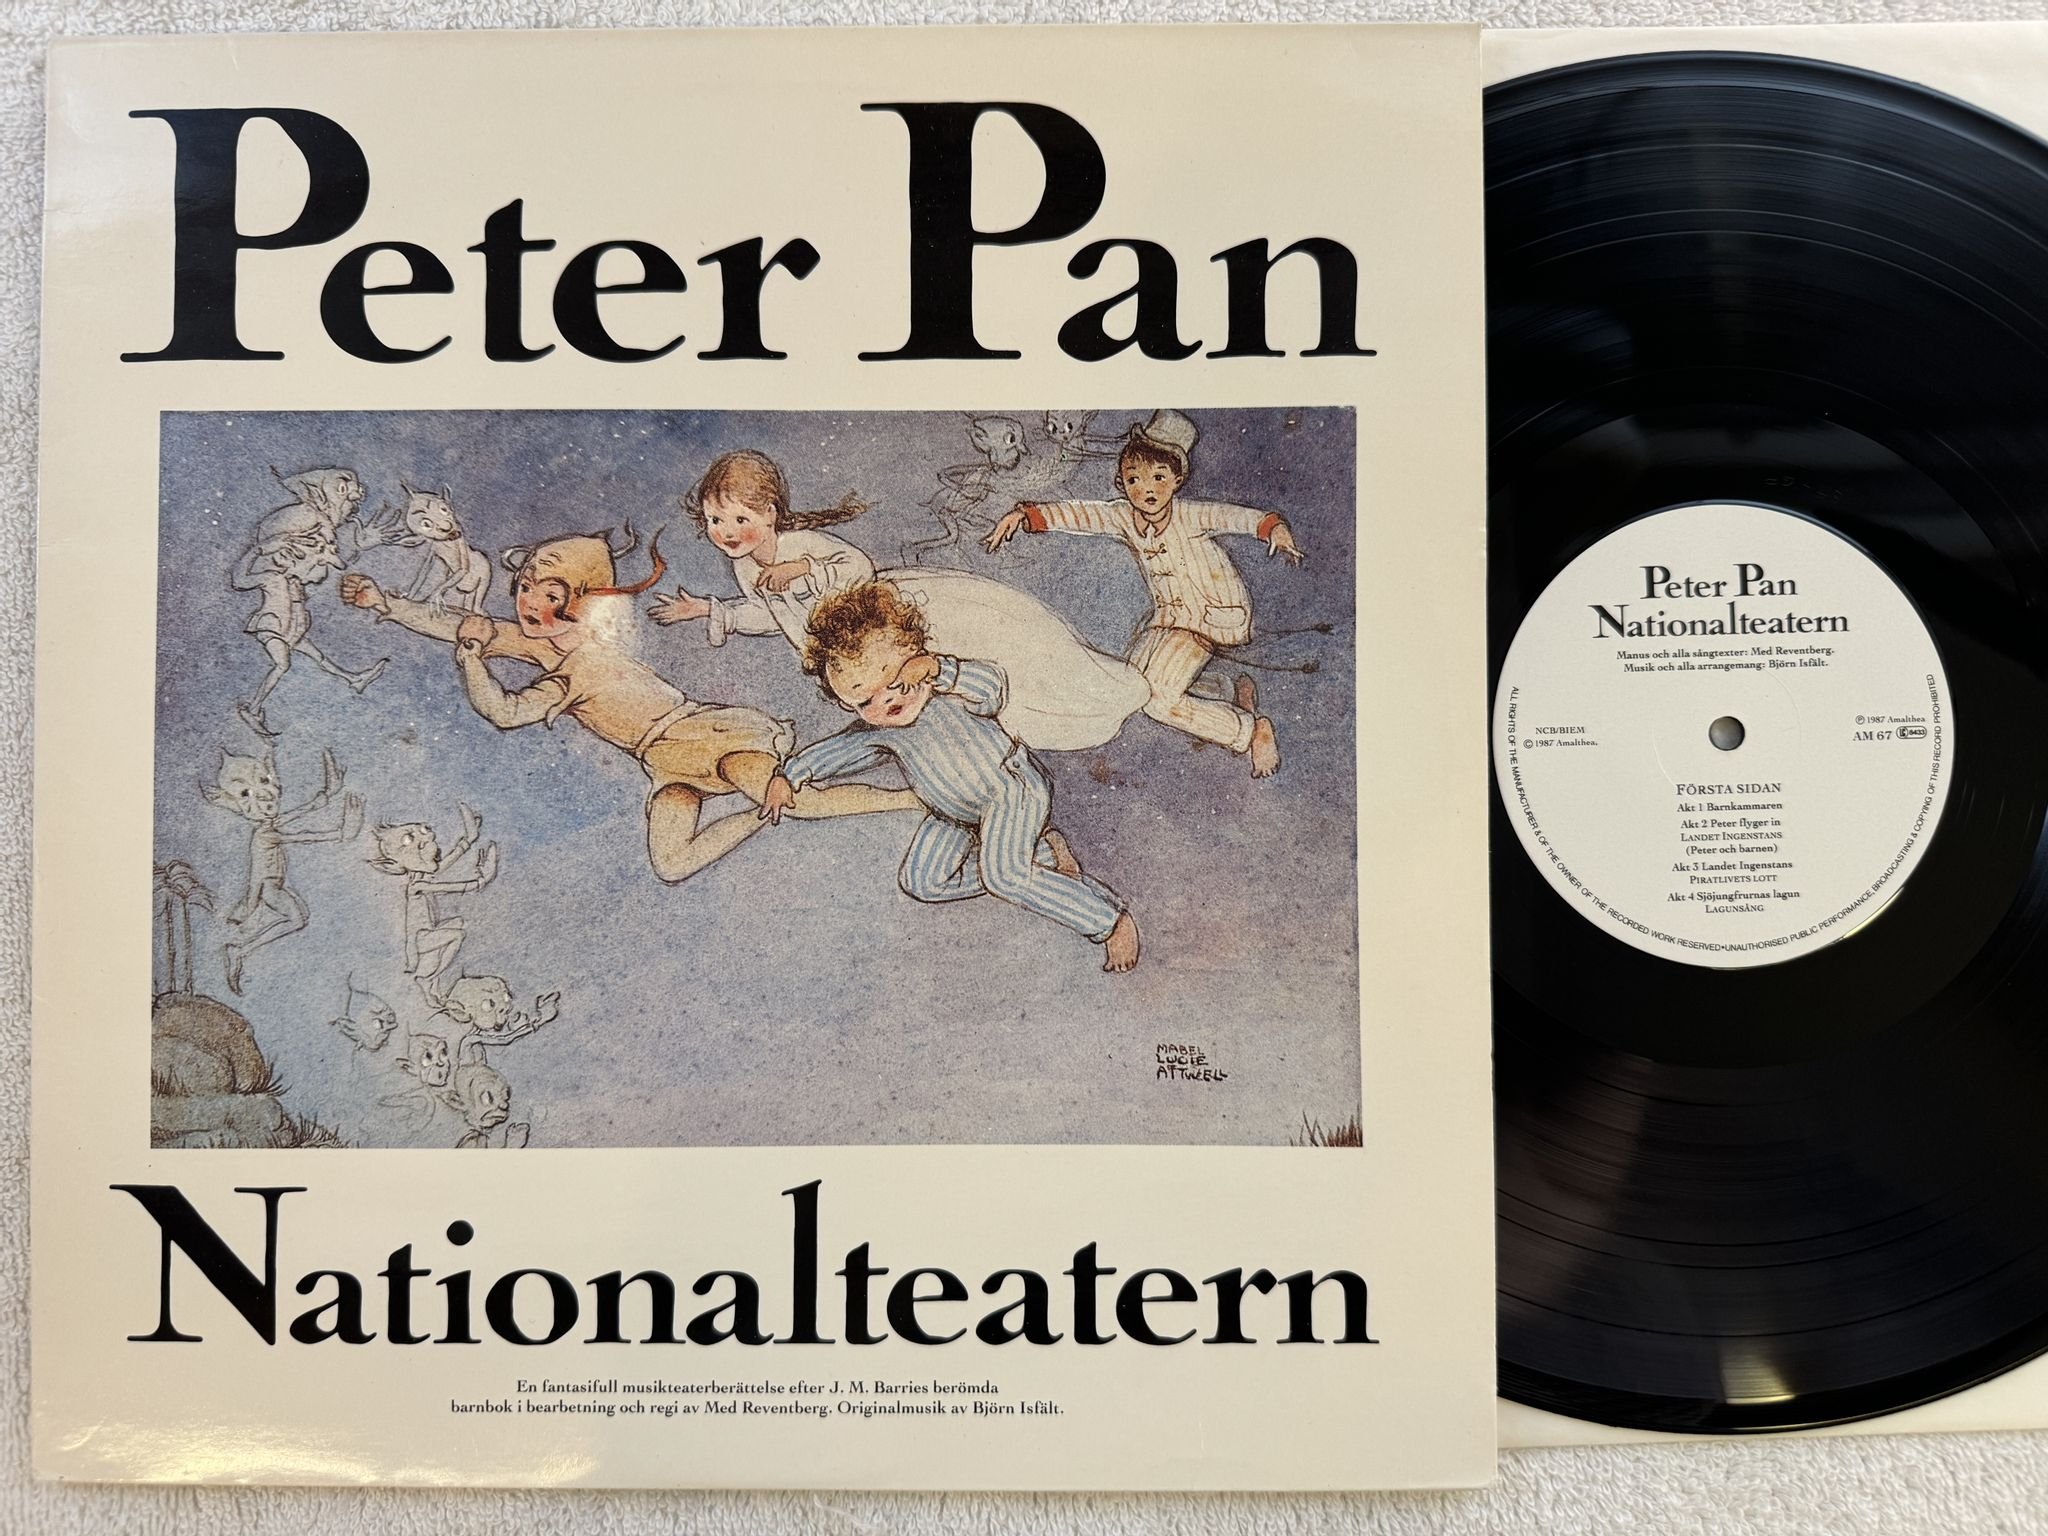 Peter Pan
MABEL
LUCIE
ATTWELL
Nationalteatern
En fantasifull musikteaterberättelse efter J. M. Barries berömda
barnbok i bearbetning och regi av Med Reventberg. Originalmusik av Björn Isfält.
Peter Pan
Nationalteatern
Manus och alla sångtexter: Med Reventberg.
Musik och alla arrangemang: Björn Isfält.
NCB/BIEM
© 1987 Amalthea.
℗ 1987 Amalthea
AM 67 LC 8433
FÖRSTA SIDAN
Akt 1 Barnkammaren
Akt 2 Peter flyger in
LANDET INGENSTANS
(Peter och barnen)
Akt 3 Landet Ingenstans
PIRATLIVETS LOTT
Akt 4 Sjöjungfrurnas lagun
LAGUNSÅNG
ALL RIGHTS OF THE MANUFACTURER & OF THE OWNER OF THE RECORDED WORK RESERVED•UNAUTHORISED PUBLIC PERFORMANCE, BROADCASTING & COPYING OF THIS RECORD PROHIBITED